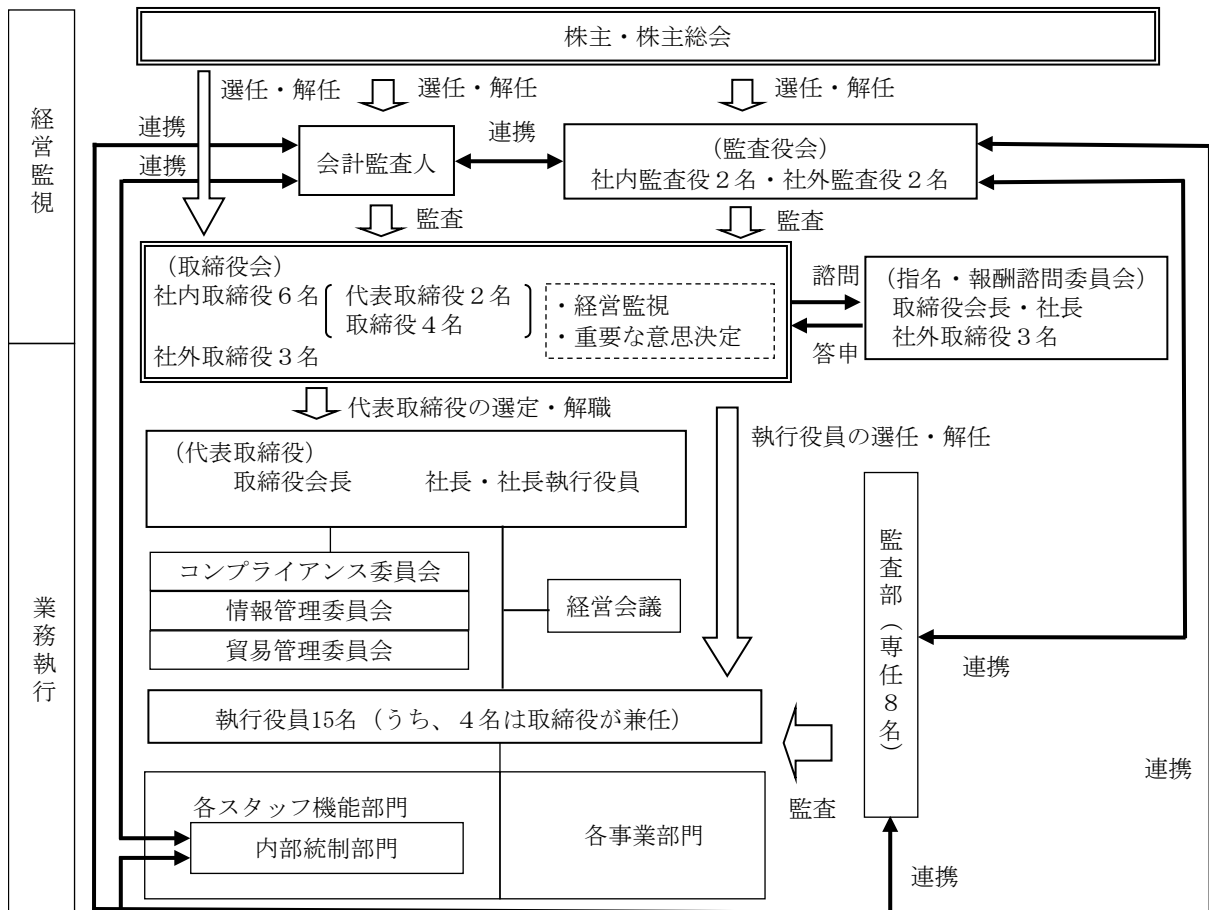 経営監視
業務執行
株主・株主総会
選任・解任
選任・解任
選任・解任
連携
連携
連携
会計監査人
(監査役会)
社内監査役２名・社外監査役２名
監査
監査
(取締役会)
社内取締役６名
代表取締役２名
取締役４名
社外取締役３名
・経営監視
・重要な意思決定
諮問
答申
(指名・報酬諮問委員会)
取締役会長・社長
社外取締役３名
代表取締役の選定・解職
執行役員の選任・解任
(代表取締役)
取締役会長　社長・社長執行役員
コンプライアンス委員会
情報管理委員会
貿易管理委員会
経営会議
監査部（専任８名）
連携
執行役員15名（うち、４名は取締役が兼任）
監査
連携
各スタッフ機能部門
内部統制部門
各事業部門
連携